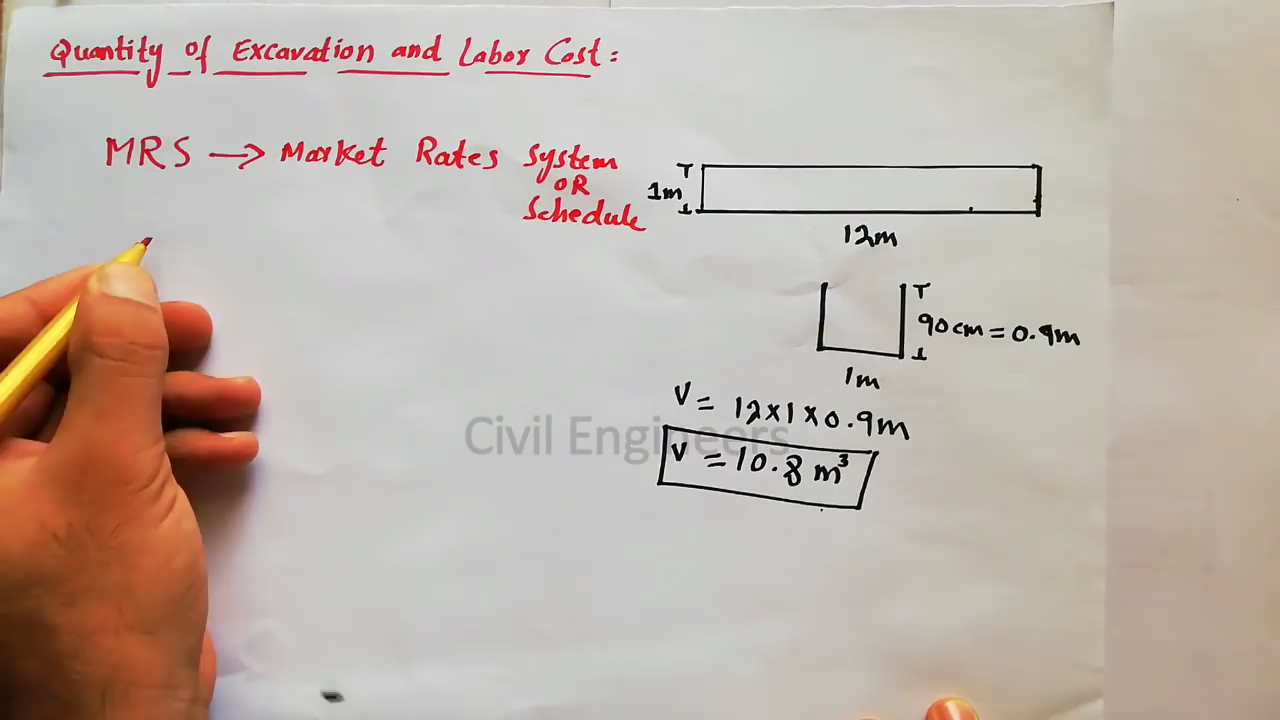 Quantity of Excavation and Labor Cost:
MRS → Market Rates System
OR
Schedule
1m
12m
90cm = 0.9m
1m
V = 12x1x0.9m
V = 10.8 m³
Civil Engineers